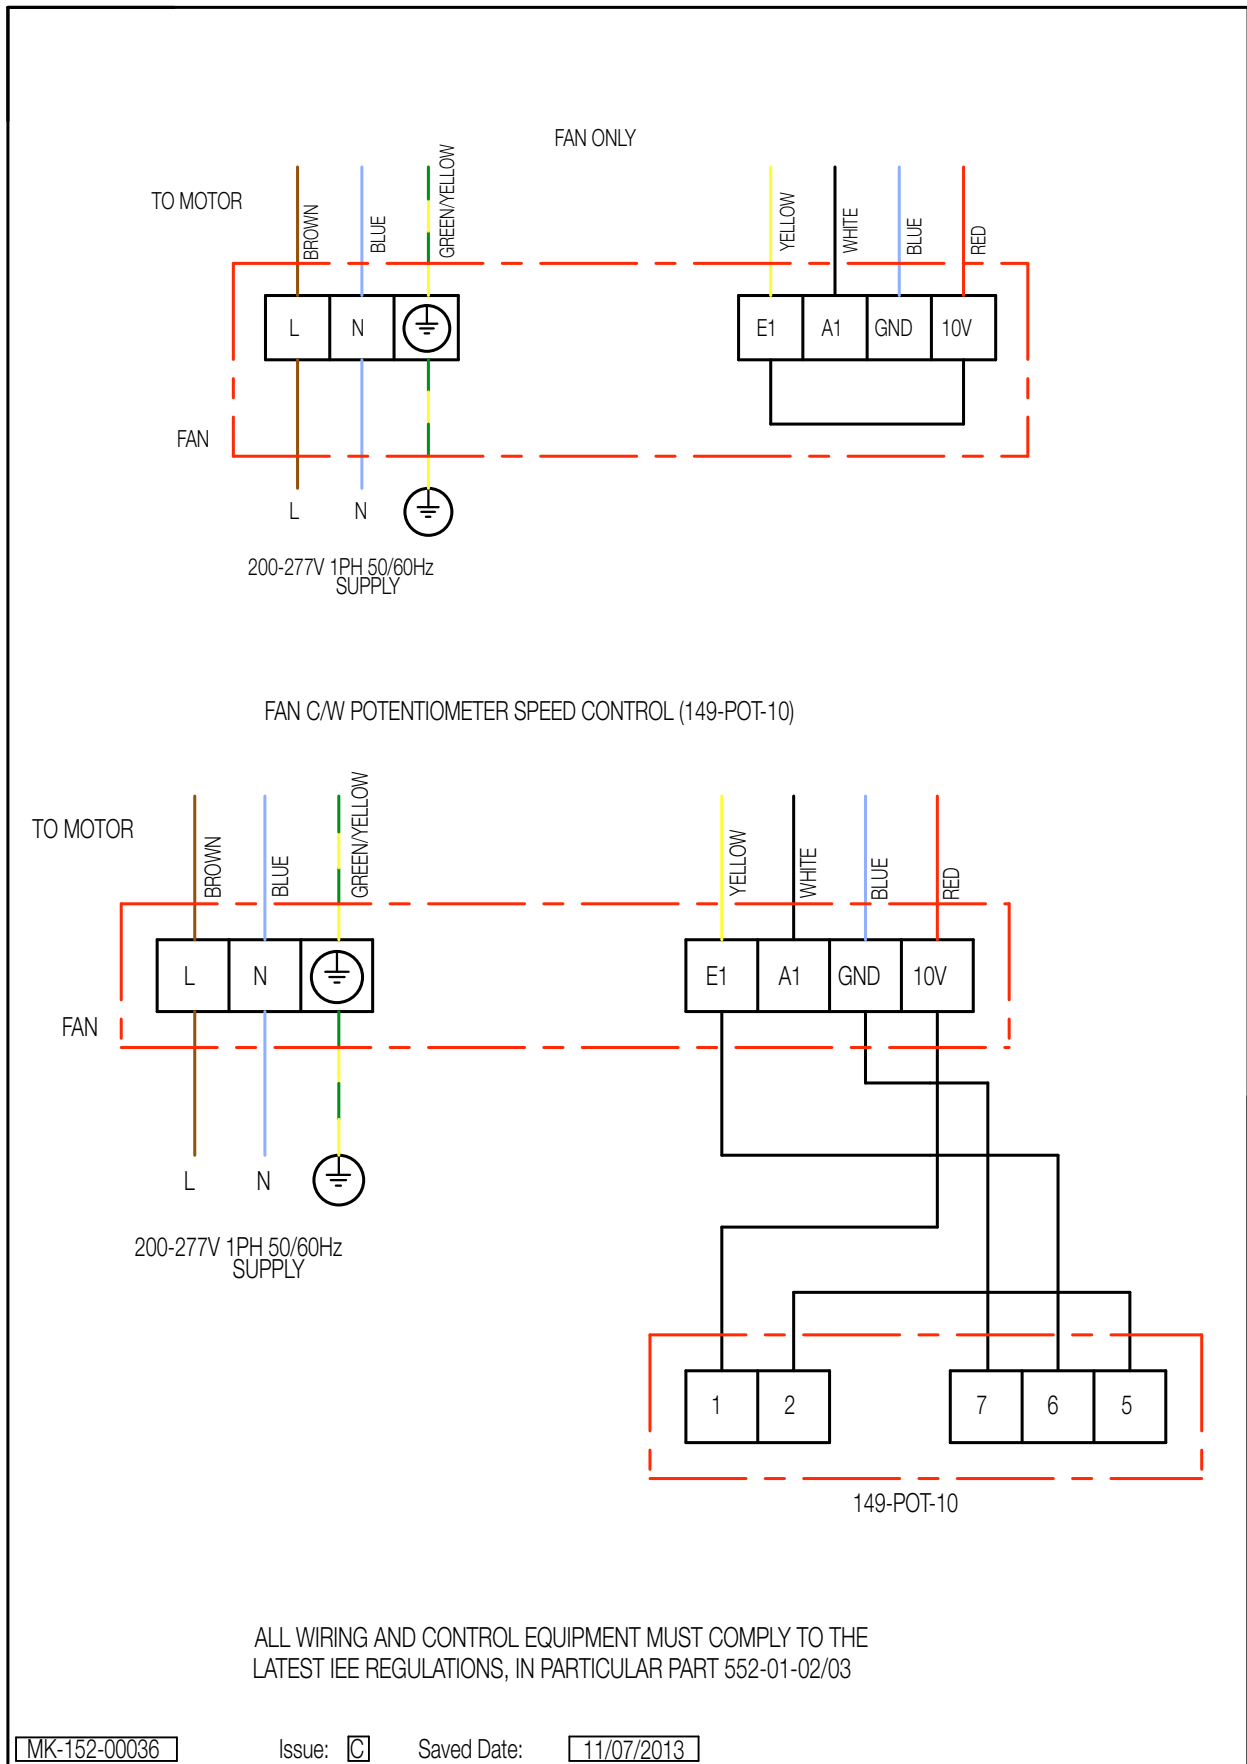 FAN ONLY
TO MOTOR
BROWN
BLUE
GREEN/YELLOW
YELLOW
WHITE
BLUE
RED
L N
E1 A1 GND 10V
FAN
L N
200-277V 1PH 50/60Hz
SUPPLY
FAN C/W POTENTIOMETER SPEED CONTROL (149-POT-10)
TO MOTOR
BROWN
BLUE
GREEN/YELLOW
YELLOW
WHITE
BLUE
RED
L N
E1 A1 GND 10V
FAN
L N
200-277V 1PH 50/60Hz
SUPPLY
1 2 7 6 5
149-POT-10
ALL WIRING AND CONTROL EQUIPMENT MUST COMPLY TO THE
LATEST IEE REGULATIONS, IN PARTICULAR PART 552-01-02/03
MK-152-00036 Issue: C Saved Date: 11/07/2013